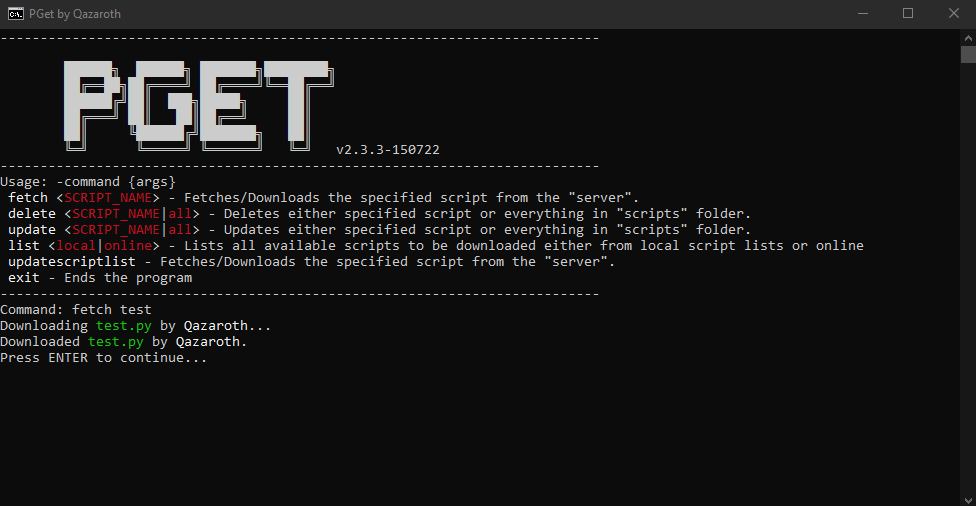 PGet by Qazaroth
---------------------------------------------------------------------------
PGET
v2.3.3-150722
---------------------------------------------------------------------------
Usage: -command {args}
fetch <SCRIPT_NAME> - Fetches/Downloads the specified script from the "server".
delete <SCRIPT_NAME|all> - Deletes either specified script or everything in "scripts" folder.
update <SCRIPT_NAME|all> - Updates either specified script or everything in "scripts" folder.
list <local|online> - Lists all available scripts to be downloaded either from local script lists or online
updatescriptlist - Fetches/Downloads the specified script from the "server".
exit - Ends the program
---------------------------------------------------------------------------
Command: fetch test
Downloading test.py by Qazaroth...
Downloaded test.py by Qazaroth.
Press ENTER to continue...